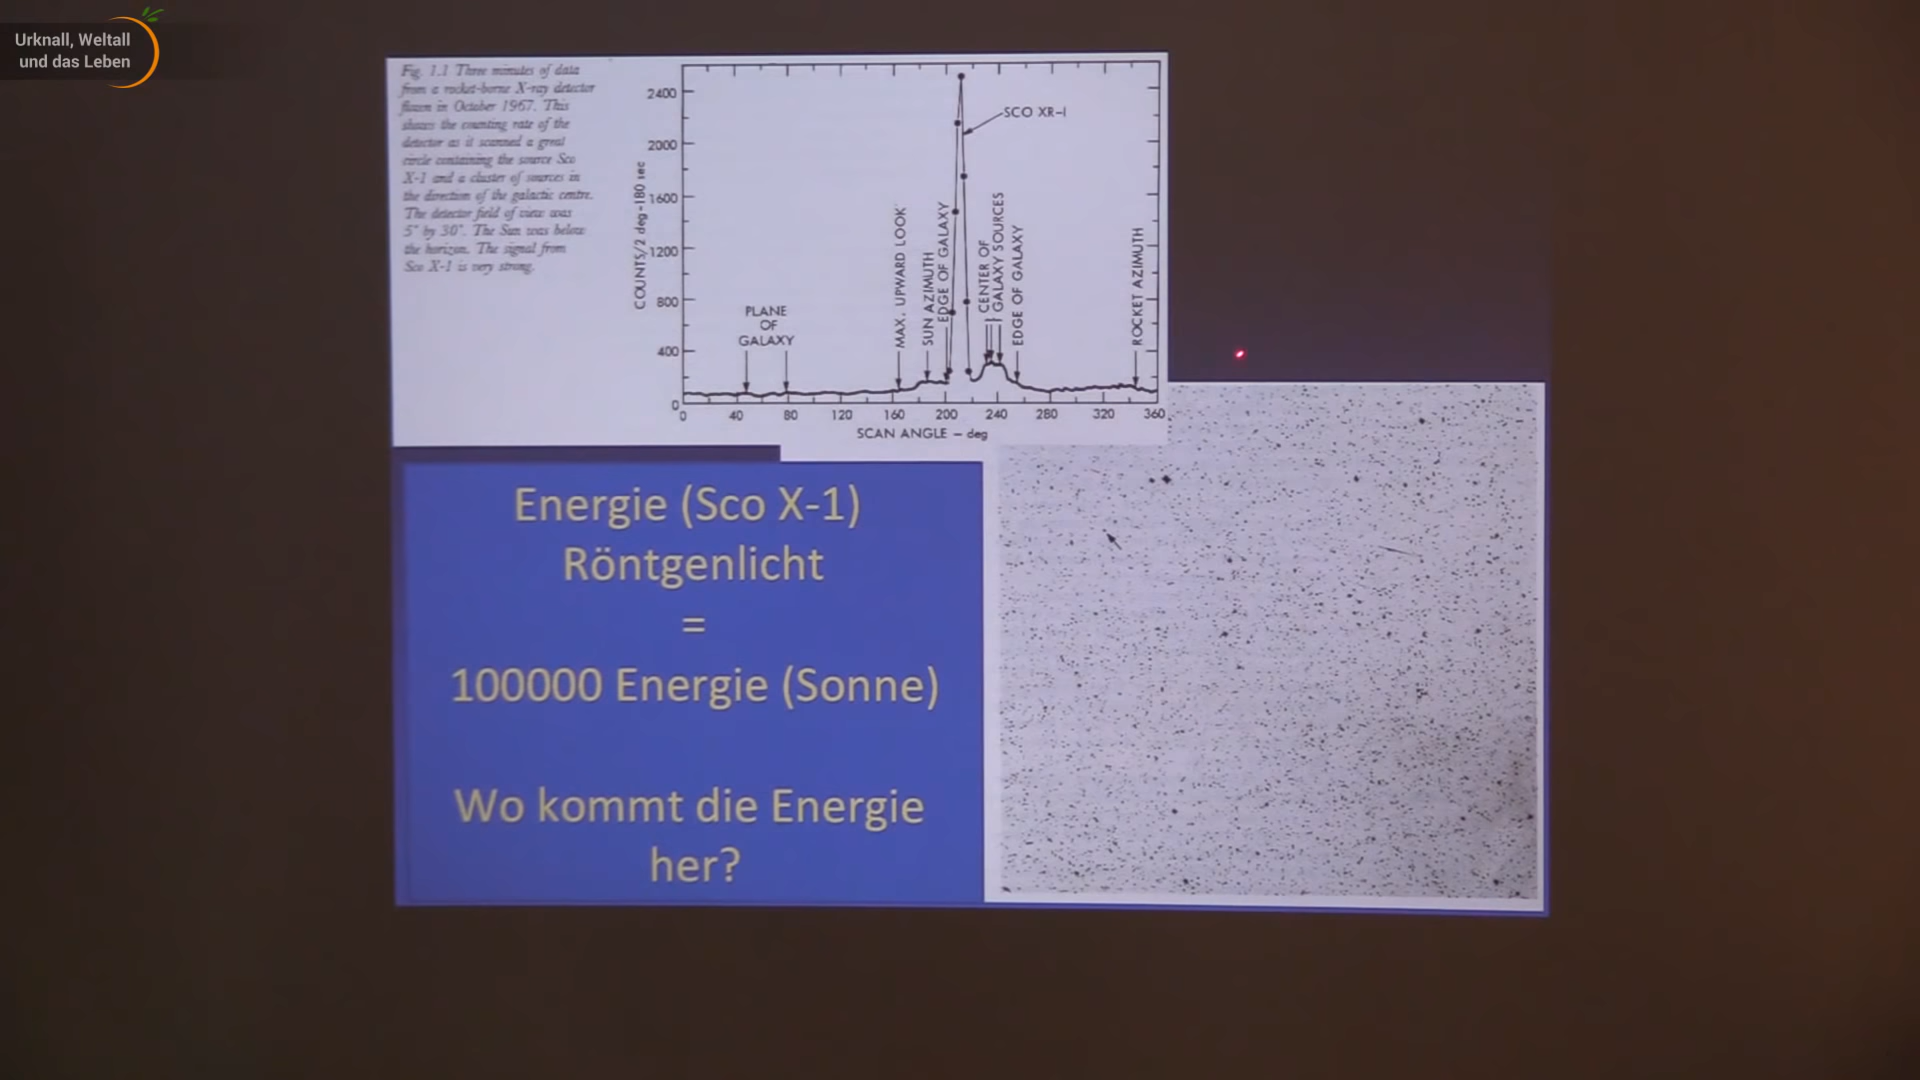 Urknall, Weltall
und das Leben
Fig. 1.1 Three minutes of data
from a rocket-borne X-ray detector
flown in October 1967. This
shows the counting rate of the
detector as it scanned a great
circle containing the source Sco
X-1 and a cluster of sources in
the direction of the galactic centre.
The detector field of view was
5° by 30°. The Sun was below
the horizon. The signal from
Sco X-1 is very strong.
COUNTS/2 deg-180 sec
2400
2000
1600
1200
800
400
0
SCO XR-1
PLANE
OF
GALAXY
MAX. UPWARD LOOK
SUN AZIMUTH
EDGE OF GALAXY
CENTER OF
GALAXY SOURCES
EDGE OF GALAXY
ROCKET AZIMUTH
0 40 80 120 160 200 240 280 320 360
SCAN ANGLE – deg
Energie (Sco X-1)
Röntgenlicht
=
100000 Energie (Sonne)
Wo kommt die Energie
her?